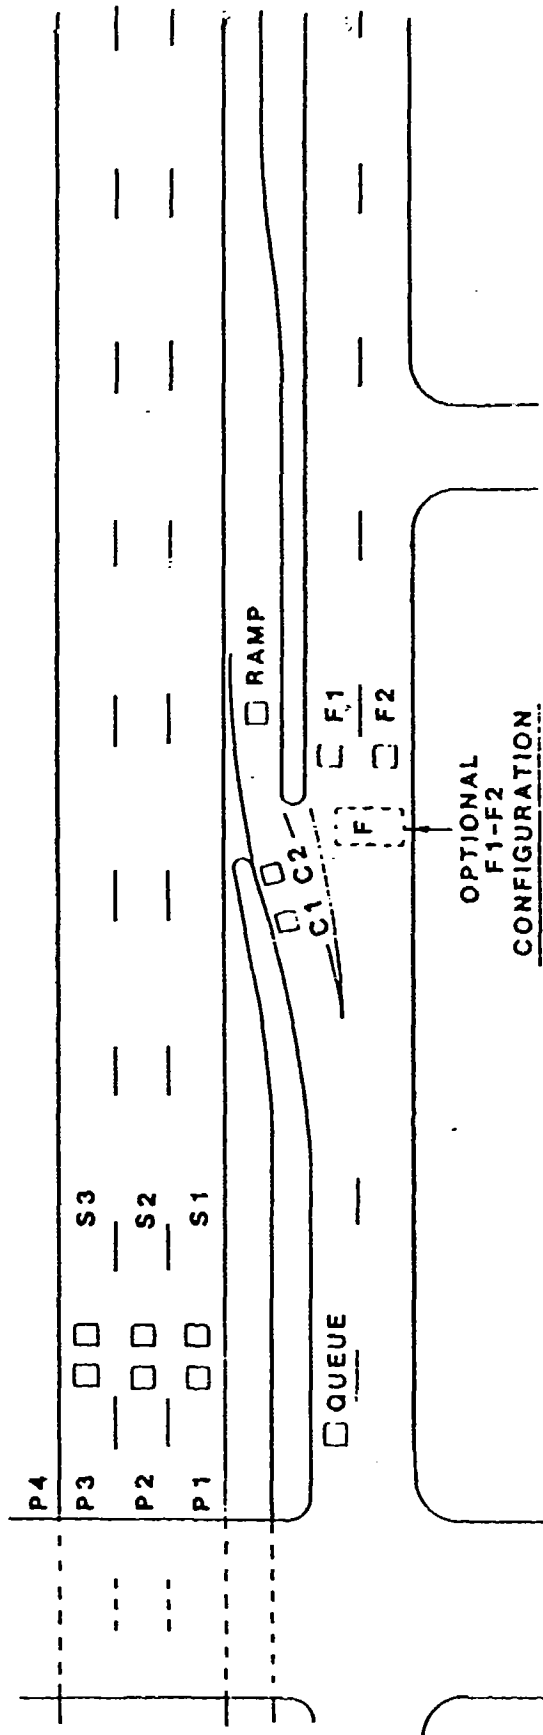 P4
P3
P2
P1
S3
S2
S1
QUEUE
RAMP
C1
C2
F1
F2
F
OPTIONAL
F1-F2
CONFIGURATION